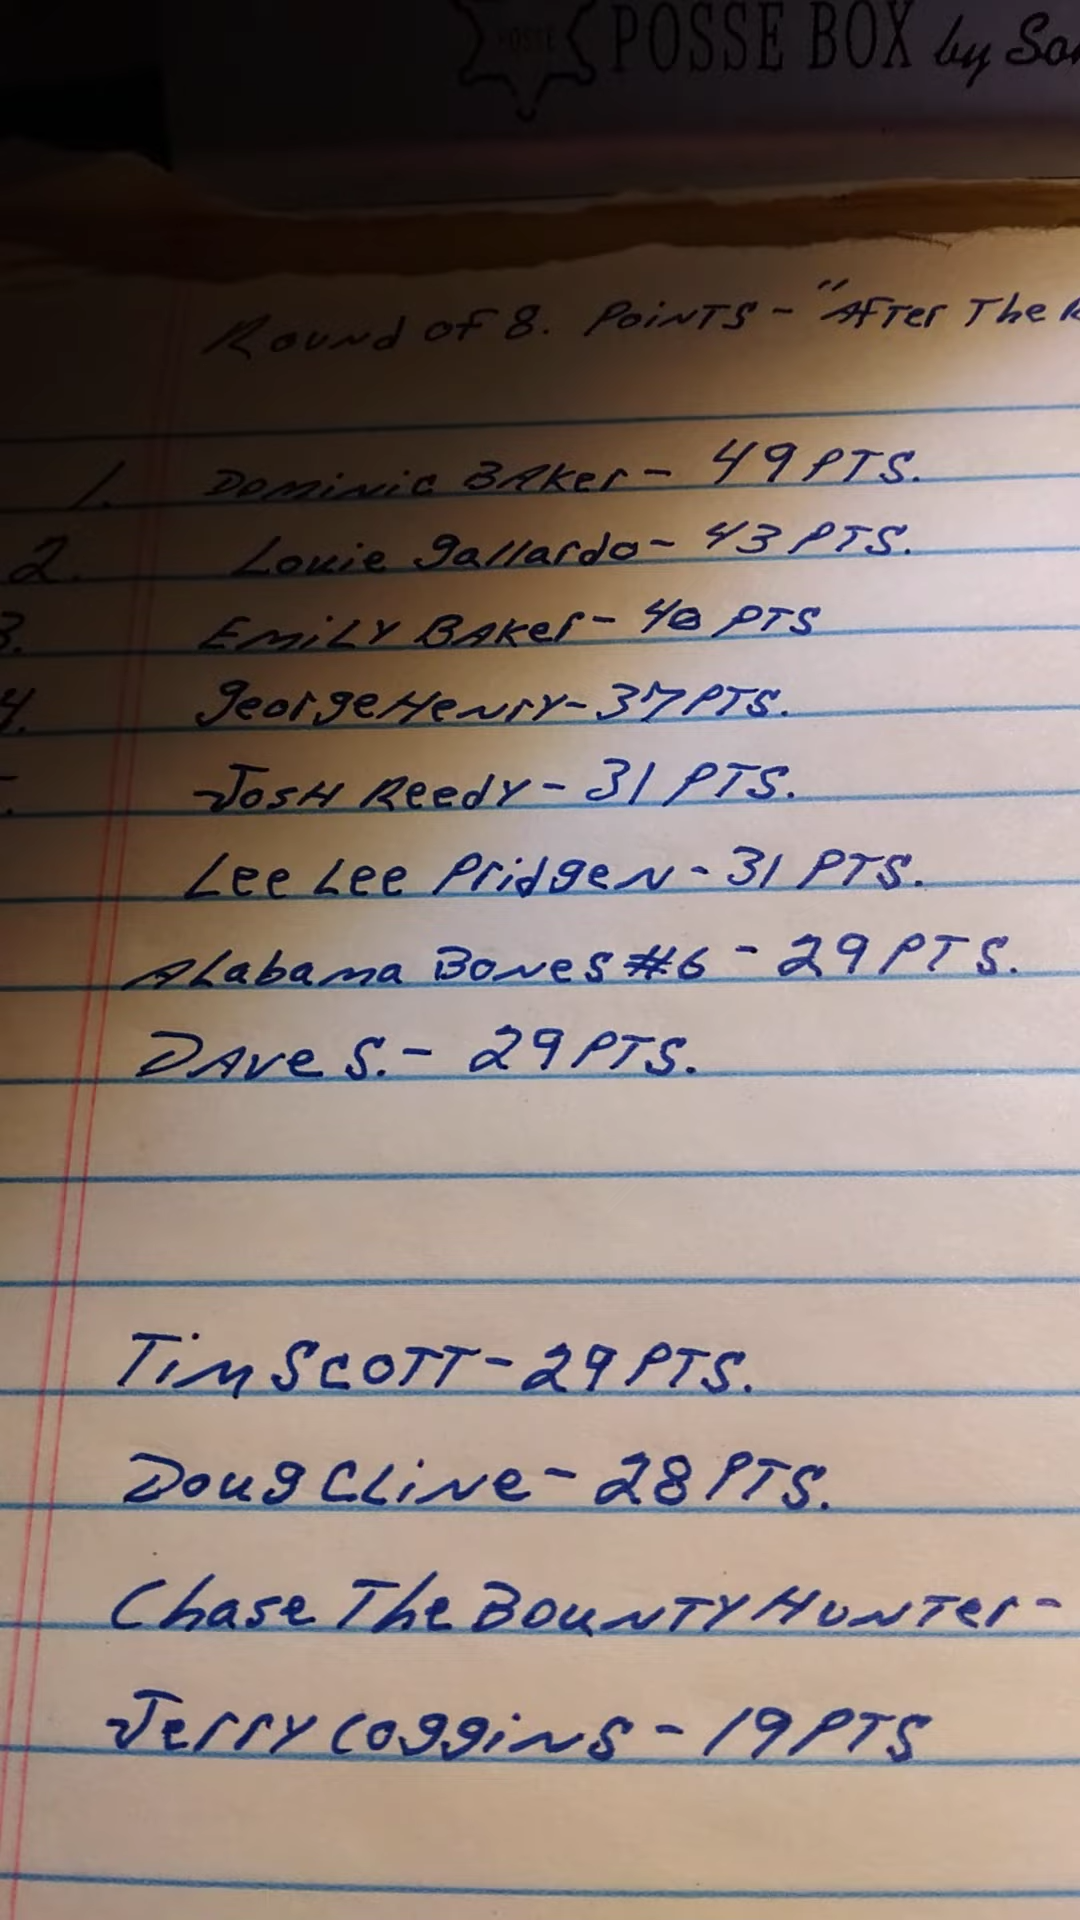 POSSE
POSSE BOX by
Round of 8. Points - "After The
1. Dominic Baker - 49 PTS.
2. Louie Gallardo - 43 PTS.
3. Emily Baker - 40 PTS
4. George Henry - 37 PTS.
Josh Reedy - 31 PTS.
Lee Lee Pridgen - 31 PTS.
Alabama Bones #6 - 29 PTS.
Dave S. - 29 PTS.
Tim Scott - 29 PTS.
Doug Cline - 28 PTS.
Chase The Bounty Hunter -
Jerry Coggins - 19 PTS